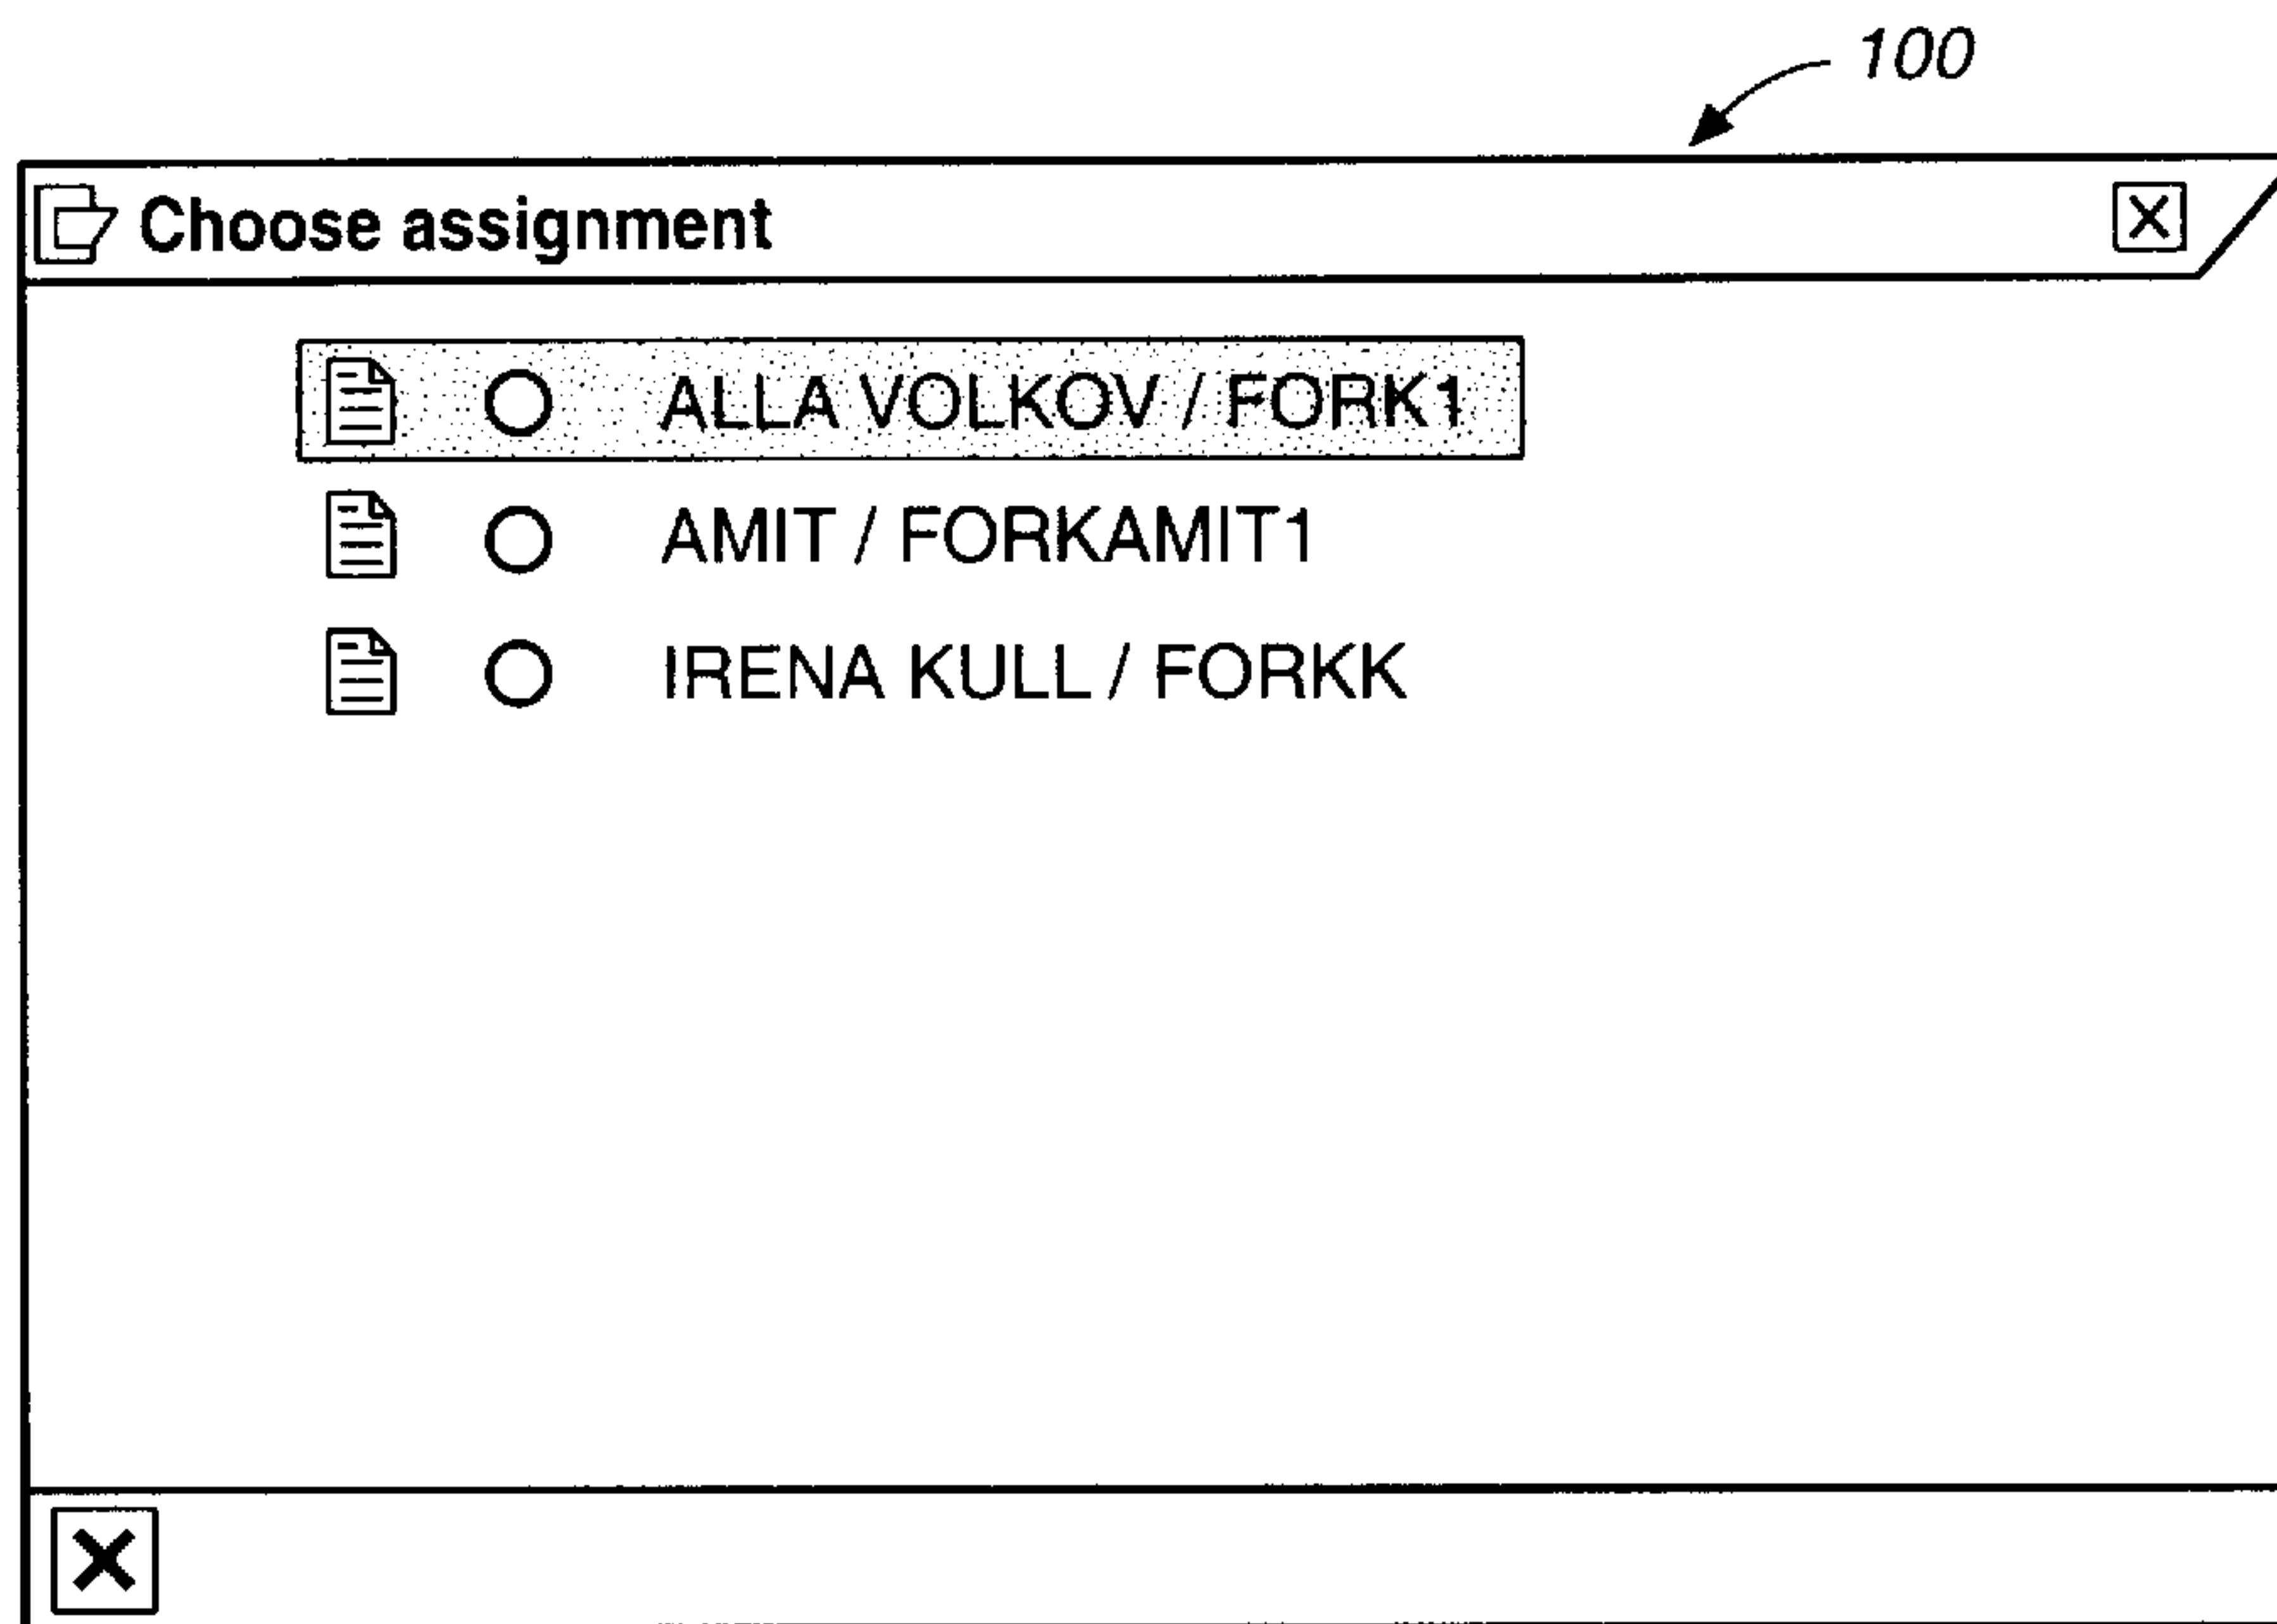 100
Choose assignment
ALLA VOLKOV / FORK1
AMIT / FORKAMIT1
IRENA KULL / FORKK